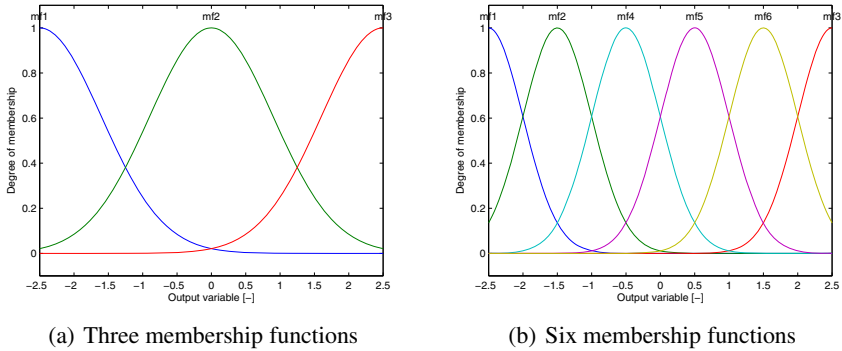 mf1 mf2 mf3
1
0.8
0.6
0.4
0.2
0
Degree of membership
−2.5 −2 −1.5 −1 −0.5 0 0.5 1 1.5 2 2.5
Output variable [−]
(a) Three membership functions
mf1 mf2 mf4 mf5 mf6 mf3
1
0.8
0.6
0.4
0.2
0
Degree of membership
−2.5 −2 −1.5 −1 −0.5 0 0.5 1 1.5 2 2.5
Output variable [−]
(b) Six membership functions